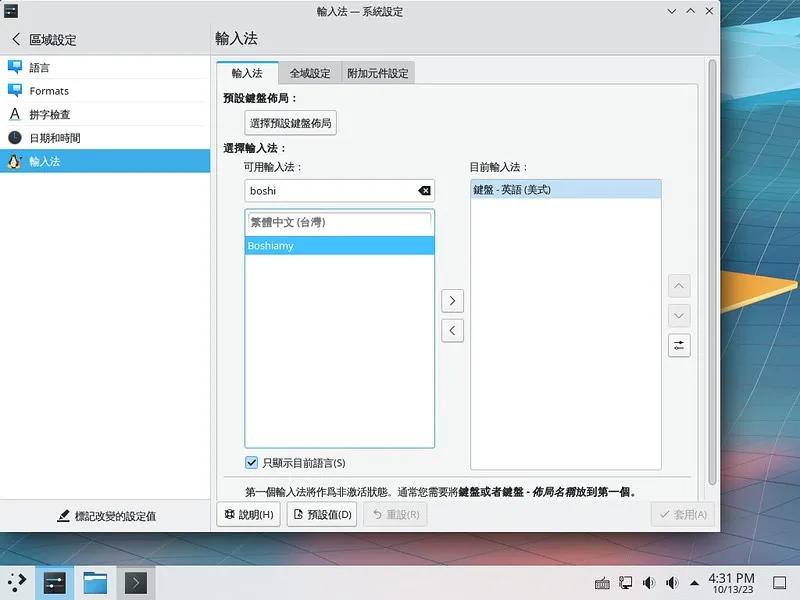 輸入法 — 系統設定
區域設定
輸入法
語言
Formats
拼字檢查
日期和時間
輸入法
輸入法
全域設定
附加元件設定
預設鍵盤佈局：
選擇預設鍵盤佈局
選擇輸入法：
可用輸入法：
目前輸入法：
boshi
鍵盤 - 英語 (美式)
繁體中文 (台灣)
Boshiamy
只顯示目前語言(S)
第一個輸入法將作爲非激活狀態。通常您需要將鍵盤或者鍵盤 - 佈局名稱放到第一個。
標記改變的設定值
說明(H)
預設值(D)
重設(R)
套用(A)
4:31 PM
10/13/23